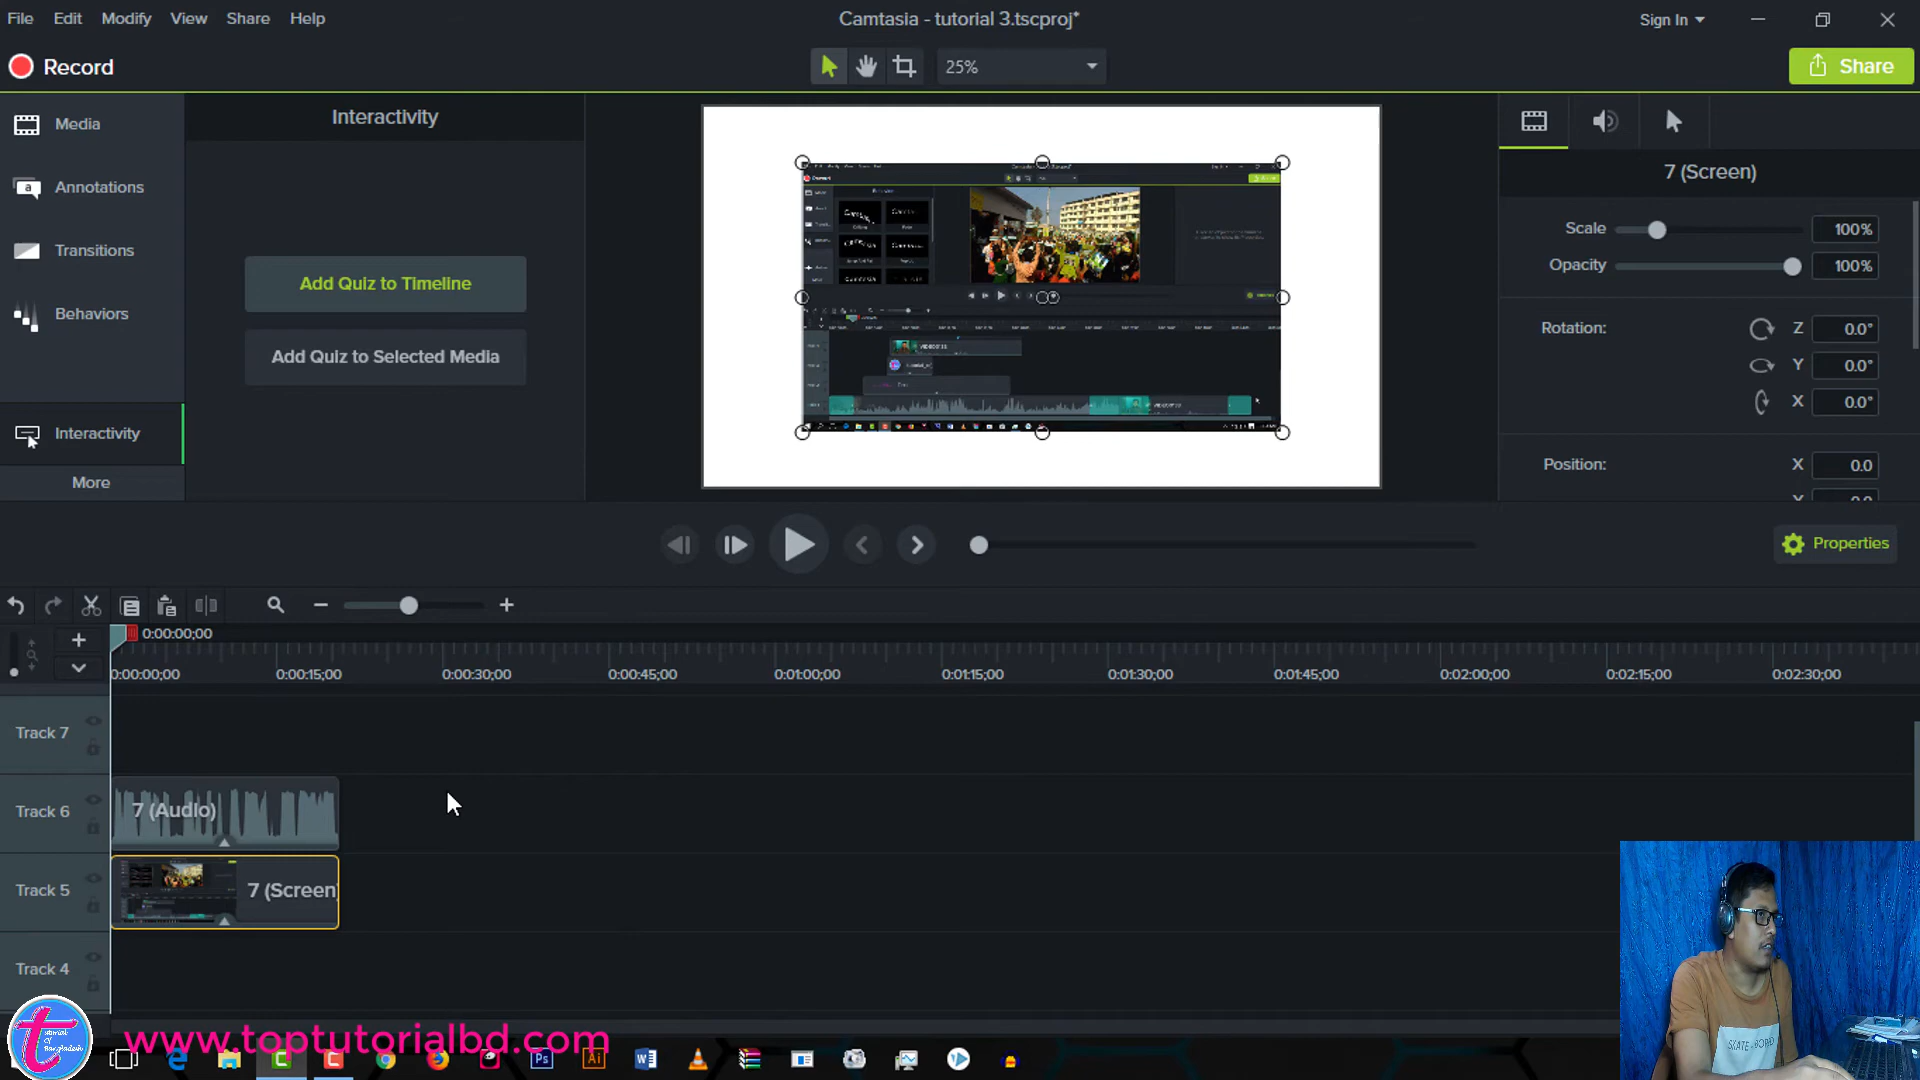 File Edit Modify View Share Help
Camtasia - tutorial 3.tscproj*
Sign In
Record
25%
Share
Media
Annotations
Transitions
Behaviors
Interactivity
More
Interactivity
Add Quiz to Timeline
Add Quiz to Selected Media
7 (Screen)
Scale 100%
Opacity 100%
Rotation: Z 0.0°
Y 0.0°
X 0.0°
Position: X 0.0
Properties
0:00:00;00
0:00:00;00 0:00:15;00 0:00:30;00 0:00:45;00 0:01:00;00 0:01:15;00 0:01:30;00 0:01:45;00 0:02:00;00 0:02:15;00 0:02:30;00
Track 7
Track 6
7 (Audio)
Track 5
7 (Screen)
Track 4
www.toptutorialbd.com
Tutorial Of Bangladesh
SKATE